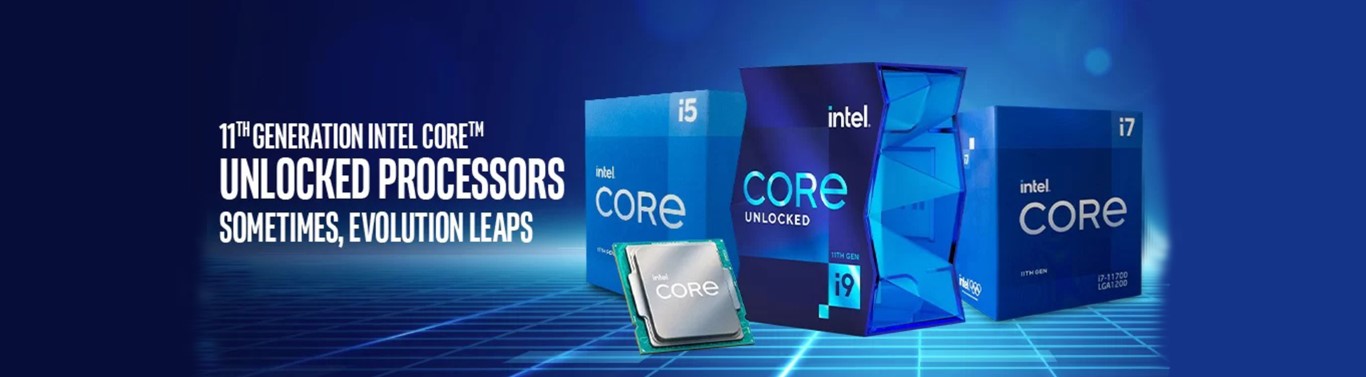 11TH GENERATION INTEL CORE™
UNLOCKED PROCESSORS
SOMETIMES, EVOLUTION LEAPS
i5
intel
CORE
intel
CORE
intel.
CORE
UNLOCKED
11TH GEN
i9
i7
intel
CORE
11TH GEN
i7-11700
LGA1200
intel